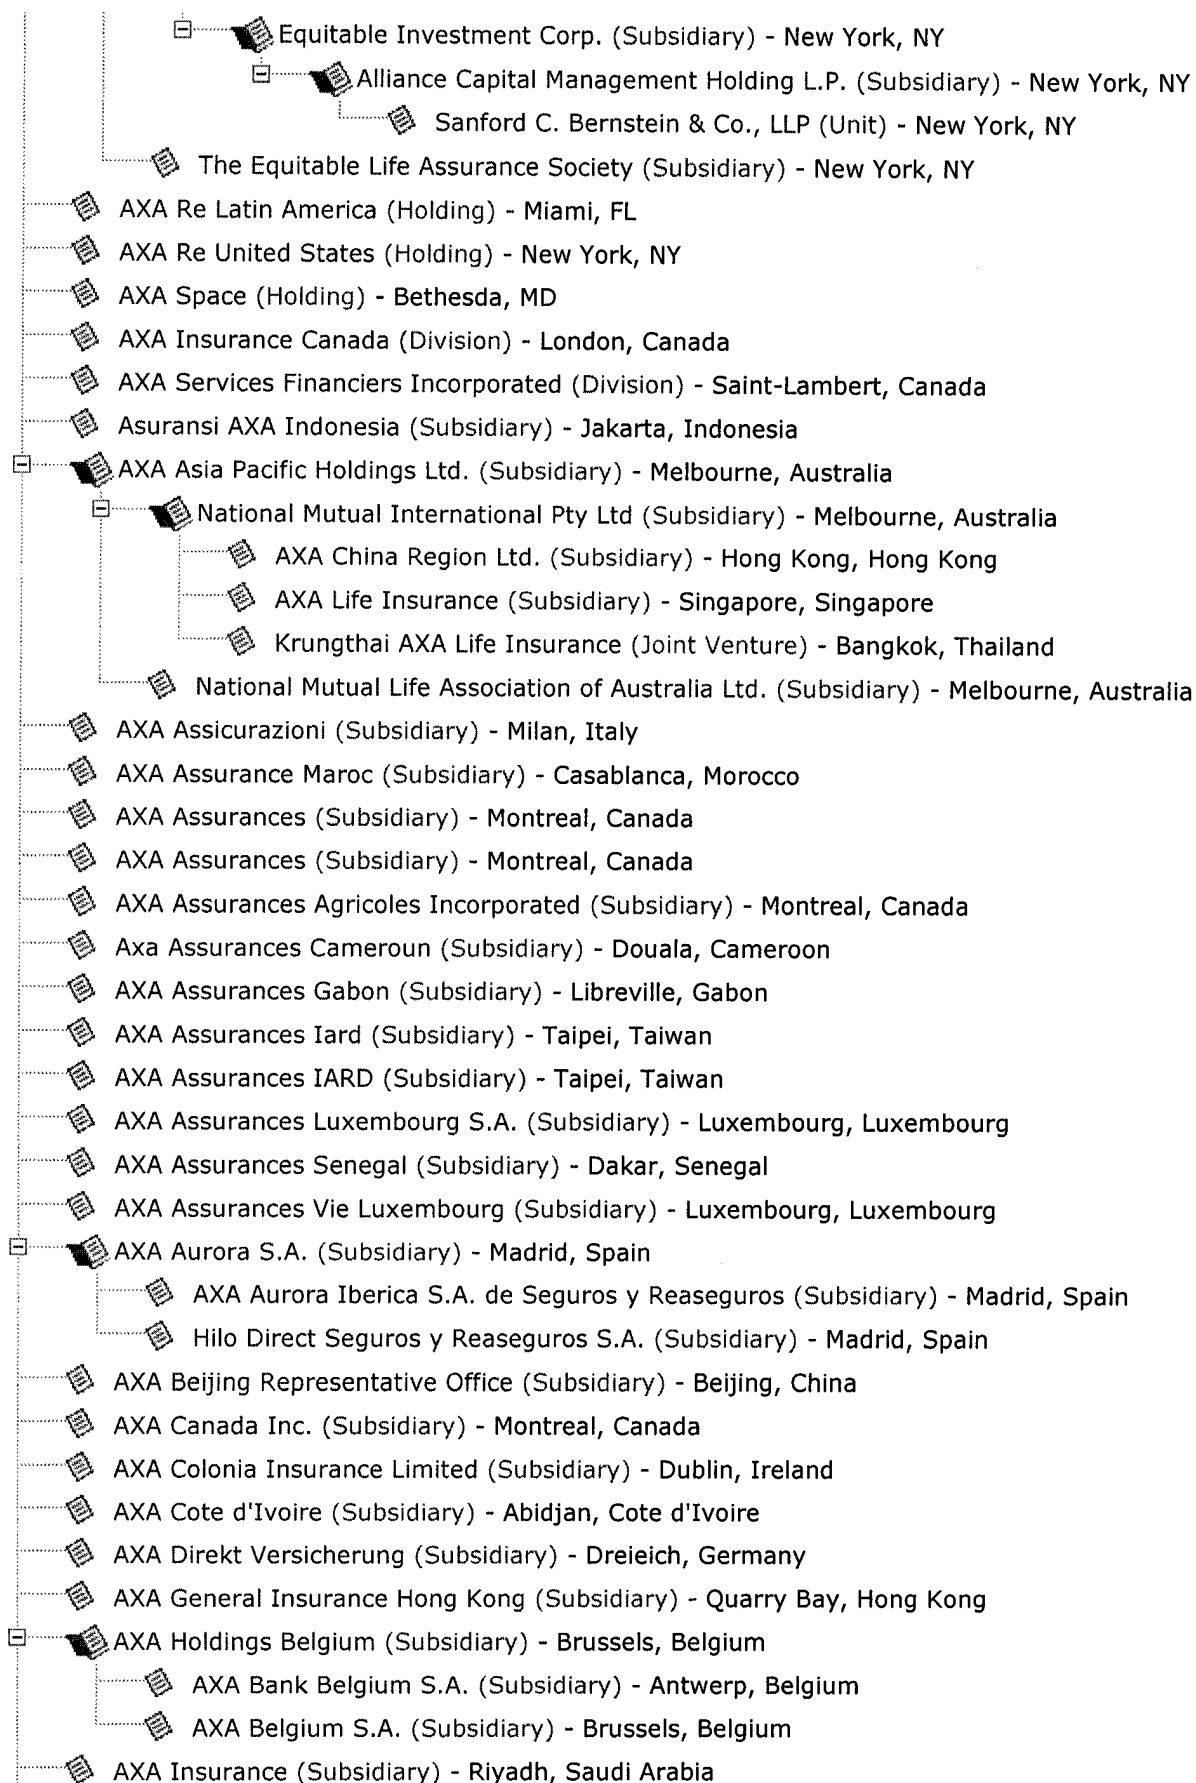 Equitable Investment Corp. (Subsidiary) - New York, NY
Alliance Capital Management Holding L.P. (Subsidiary) - New York, NY
Sanford C. Bernstein & Co., LLP (Unit) - New York, NY
The Equitable Life Assurance Society (Subsidiary) - New York, NY
AXA Re Latin America (Holding) - Miami, FL
AXA Re United States (Holding) - New York, NY
AXA Space (Holding) - Bethesda, MD
AXA Insurance Canada (Division) - London, Canada
AXA Services Financiers Incorporated (Division) - Saint-Lambert, Canada
Asuransi AXA Indonesia (Subsidiary) - Jakarta, Indonesia
AXA Asia Pacific Holdings Ltd. (Subsidiary) - Melbourne, Australia
National Mutual International Pty Ltd (Subsidiary) - Melbourne, Australia
AXA China Region Ltd. (Subsidiary) - Hong Kong, Hong Kong
AXA Life Insurance (Subsidiary) - Singapore, Singapore
Krungthai AXA Life Insurance (Joint Venture) - Bangkok, Thailand
National Mutual Life Association of Australia Ltd. (Subsidiary) - Melbourne, Australia
AXA Assicurazioni (Subsidiary) - Milan, Italy
AXA Assurance Maroc (Subsidiary) - Casablanca, Morocco
AXA Assurances (Subsidiary) - Montreal, Canada
AXA Assurances (Subsidiary) - Montreal, Canada
AXA Assurances Agricoles Incorporated (Subsidiary) - Montreal, Canada
Axa Assurances Cameroun (Subsidiary) - Douala, Cameroon
AXA Assurances Gabon (Subsidiary) - Libreville, Gabon
AXA Assurances Iard (Subsidiary) - Taipei, Taiwan
AXA Assurances IARD (Subsidiary) - Taipei, Taiwan
AXA Assurances Luxembourg S.A. (Subsidiary) - Luxembourg, Luxembourg
AXA Assurances Senegal (Subsidiary) - Dakar, Senegal
AXA Assurances Vie Luxembourg (Subsidiary) - Luxembourg, Luxembourg
AXA Aurora S.A. (Subsidiary) - Madrid, Spain
AXA Aurora Iberica S.A. de Seguros y Reaseguros (Subsidiary) - Madrid, Spain
Hilo Direct Seguros y Reaseguros S.A. (Subsidiary) - Madrid, Spain
AXA Beijing Representative Office (Subsidiary) - Beijing, China
AXA Canada Inc. (Subsidiary) - Montreal, Canada
AXA Colonia Insurance Limited (Subsidiary) - Dublin, Ireland
AXA Cote d'Ivoire (Subsidiary) - Abidjan, Cote d'Ivoire
AXA Direkt Versicherung (Subsidiary) - Dreieich, Germany
AXA General Insurance Hong Kong (Subsidiary) - Quarry Bay, Hong Kong
AXA Holdings Belgium (Subsidiary) - Brussels, Belgium
AXA Bank Belgium S.A. (Subsidiary) - Antwerp, Belgium
AXA Belgium S.A. (Subsidiary) - Brussels, Belgium
AXA Insurance (Subsidiary) - Riyadh, Saudi Arabia